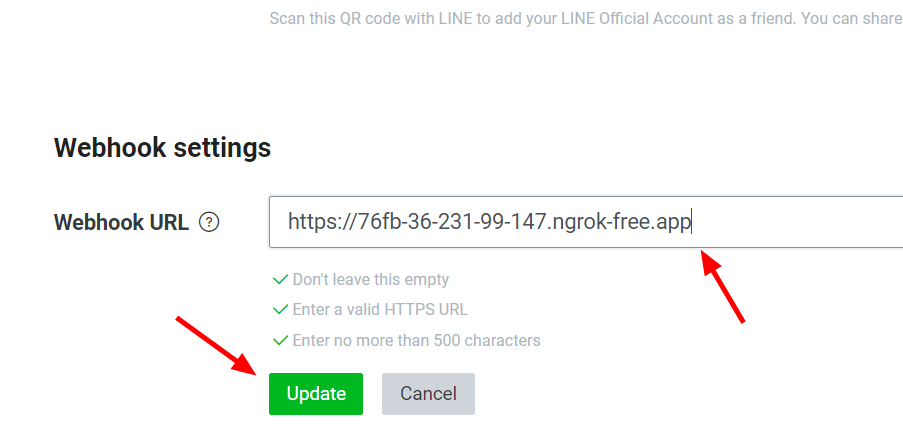 Scan this QR code with LINE to add your LINE Official Account as a friend. You can share
Webhook settings
Webhook URL ?
https://76fb-36-231-99-147.ngrok-free.app
Don't leave this empty
Enter a valid HTTPS URL
Enter no more than 500 characters
Update Cancel